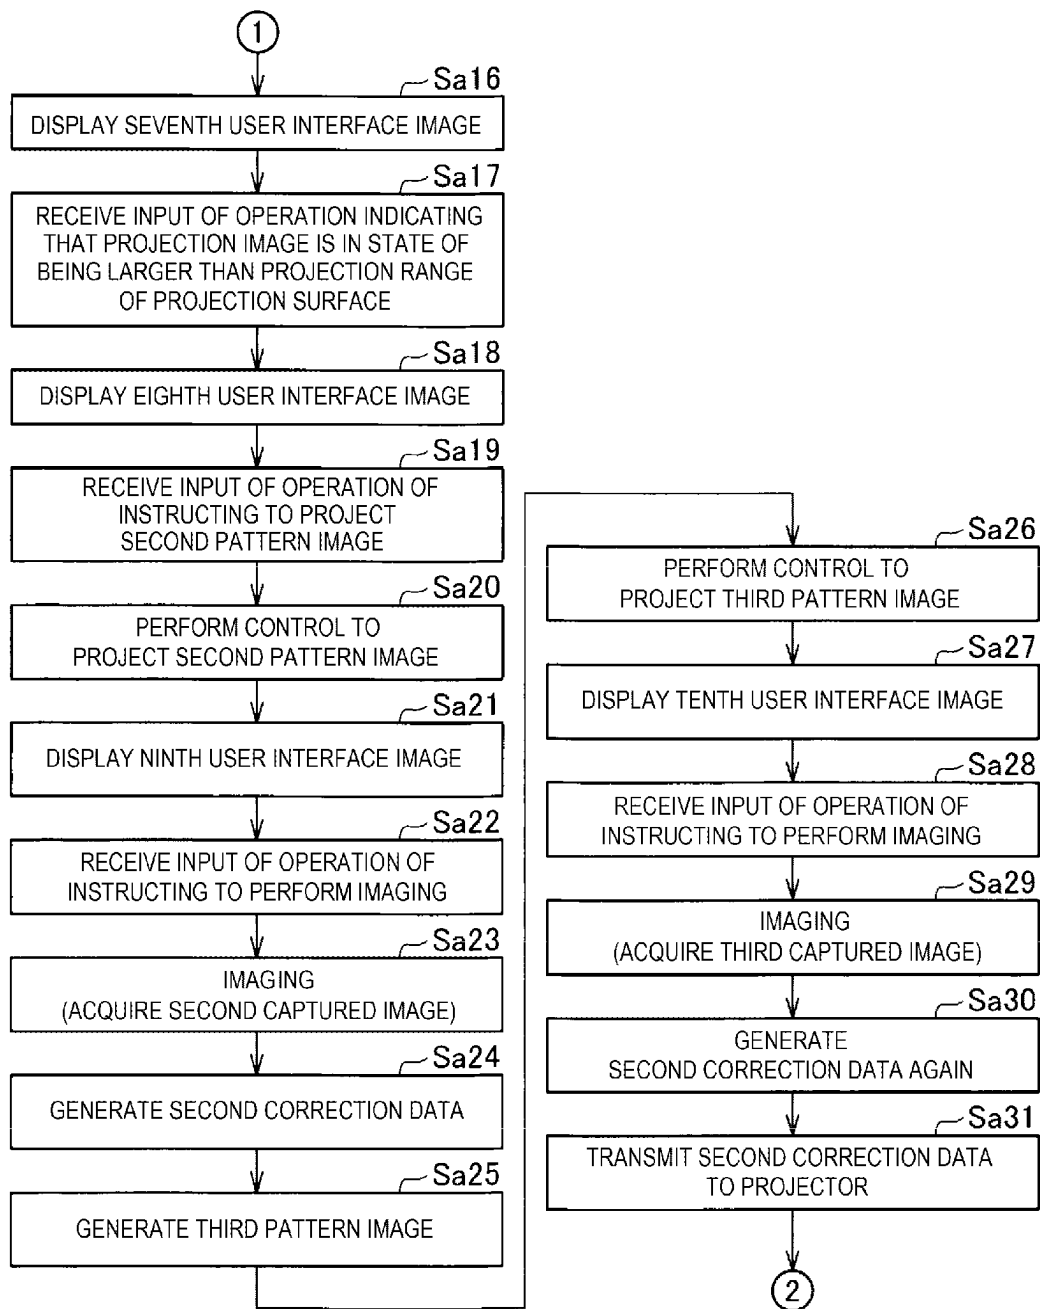 1
Sa16
DISPLAY SEVENTH USER INTERFACE IMAGE
Sa17
RECEIVE INPUT OF OPERATION INDICATING
THAT PROJECTION IMAGE IS IN STATE OF
BEING LARGER THAN PROJECTION RANGE
OF PROJECTION SURFACE
Sa18
DISPLAY EIGHTH USER INTERFACE IMAGE
Sa19
RECEIVE INPUT OF OPERATION OF
INSTRUCTING TO PROJECT
SECOND PATTERN IMAGE
Sa20
PERFORM CONTROL TO
PROJECT SECOND PATTERN IMAGE
Sa21
DISPLAY NINTH USER INTERFACE IMAGE
Sa22
RECEIVE INPUT OF OPERATION OF
INSTRUCTING TO PERFORM IMAGING
Sa23
IMAGING
(ACQUIRE SECOND CAPTURED IMAGE)
Sa24
GENERATE SECOND CORRECTION DATA
Sa25
GENERATE THIRD PATTERN IMAGE
Sa26
PERFORM CONTROL TO
PROJECT THIRD PATTERN IMAGE
Sa27
DISPLAY TENTH USER INTERFACE IMAGE
Sa28
RECEIVE INPUT OF OPERATION OF
INSTRUCTING TO PERFORM IMAGING
Sa29
IMAGING
(ACQUIRE THIRD CAPTURED IMAGE)
Sa30
GENERATE
SECOND CORRECTION DATA AGAIN
Sa31
TRANSMIT SECOND CORRECTION DATA
TO PROJECTOR
2